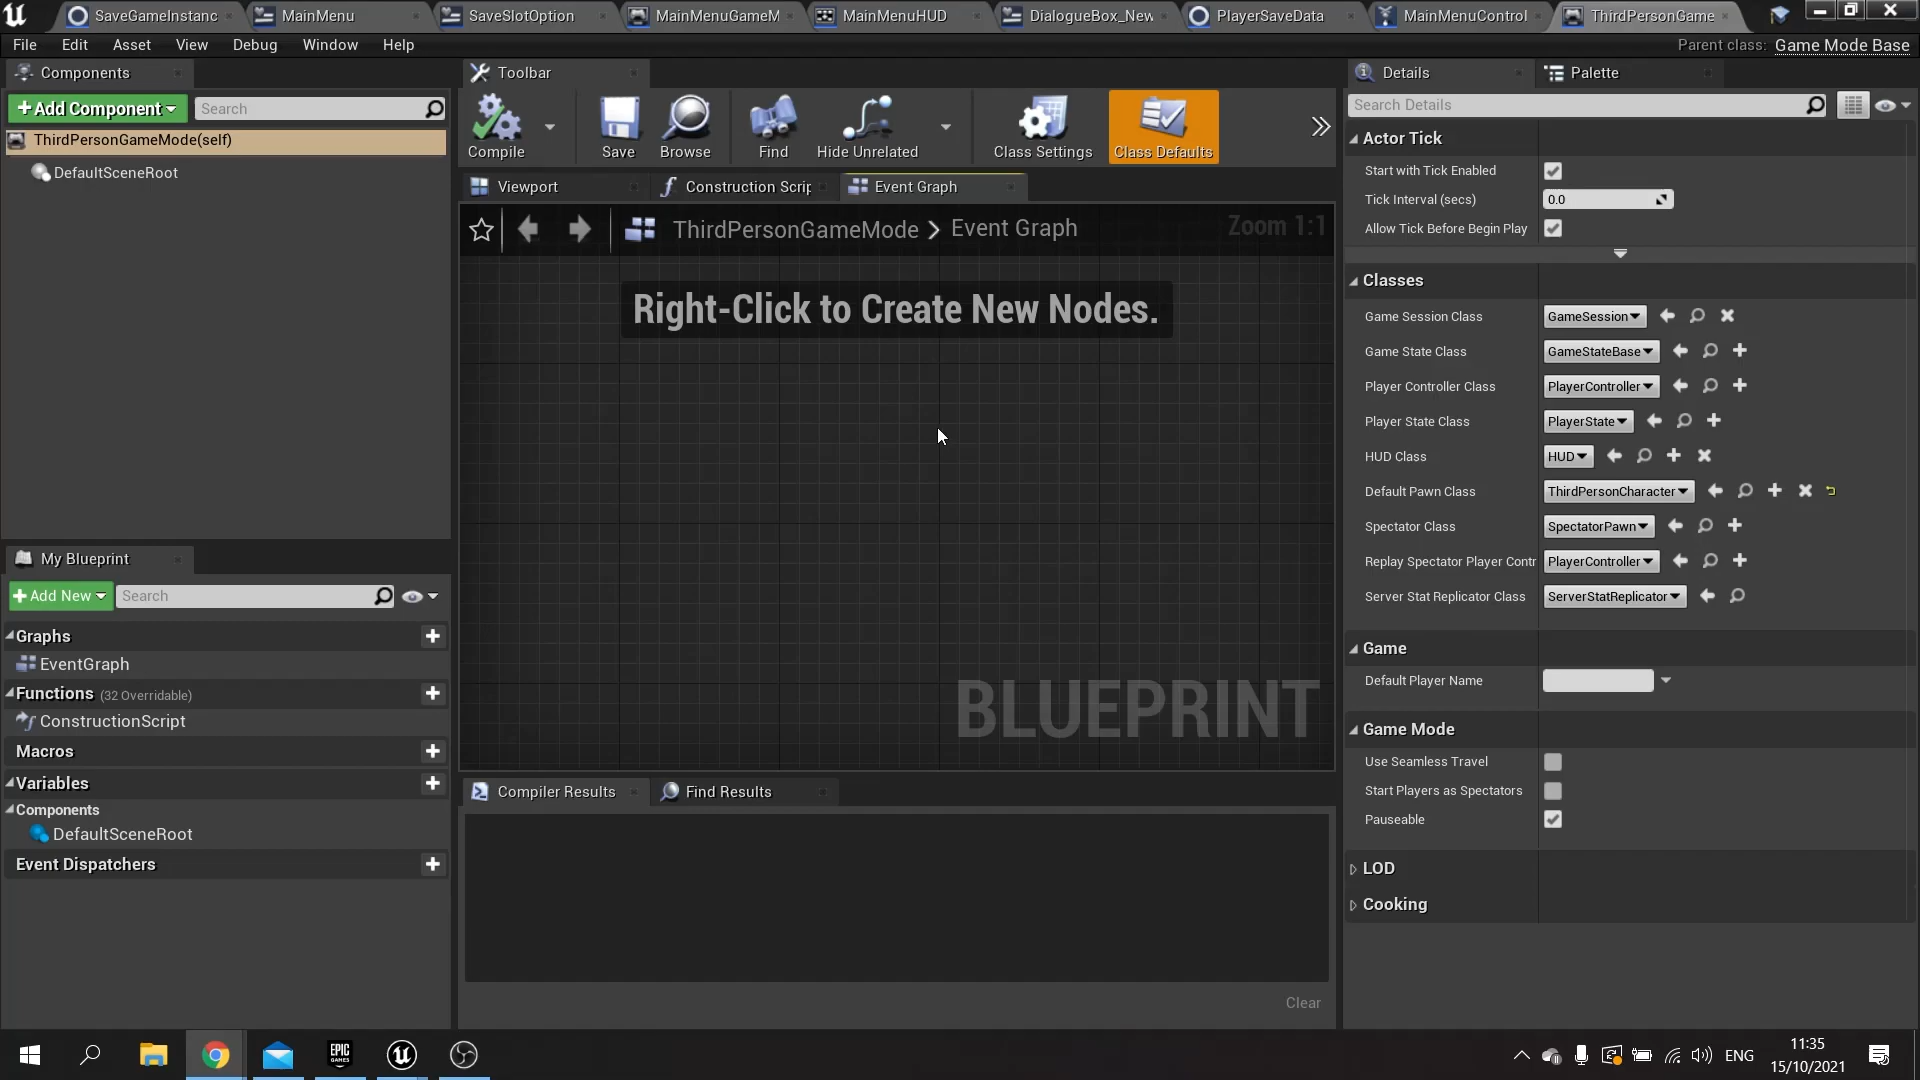 SaveGameInstanc
MainMenu
SaveSlotOption
MainMenuGameM
MainMenuHUD
DialogueBox_New
PlayerSaveData
MainMenuControl
ThirdPersonGame
File Edit Asset View Debug Window Help
Parent class: Game Mode Base
Components
Add Component
Search
ThirdPersonGameMode(self)
DefaultSceneRoot
My Blueprint
Add New
Search
Graphs
EventGraph
Functions (32 Overridable)
ConstructionScript
Macros
Variables
Components
DefaultSceneRoot
Event Dispatchers
Toolbar
Compile
Save
Browse
Find
Hide Unrelated
Class Settings
Class Defaults
Viewport
Construction Scrip
Event Graph
ThirdPersonGameMode > Event Graph
Zoom 1:1
Right-Click to Create New Nodes.
BLUEPRINT
Compiler Results
Find Results
Clear
Details
Palette
Search Details
Actor Tick
Start with Tick Enabled
Tick Interval (secs) 0.0
Allow Tick Before Begin Play
Classes
Game Session Class GameSession
Game State Class GameStateBase
Player Controller Class PlayerController
Player State Class PlayerState
HUD Class HUD
Default Pawn Class ThirdPersonCharacter
Spectator Class SpectatorPawn
Replay Spectator Player Contr PlayerController
Server Stat Replicator Class ServerStatReplicator
Game
Default Player Name
Game Mode
Use Seamless Travel
Start Players as Spectators
Pauseable
LOD
Cooking
EPIC
GAMES
ENG
11:35
15/10/2021